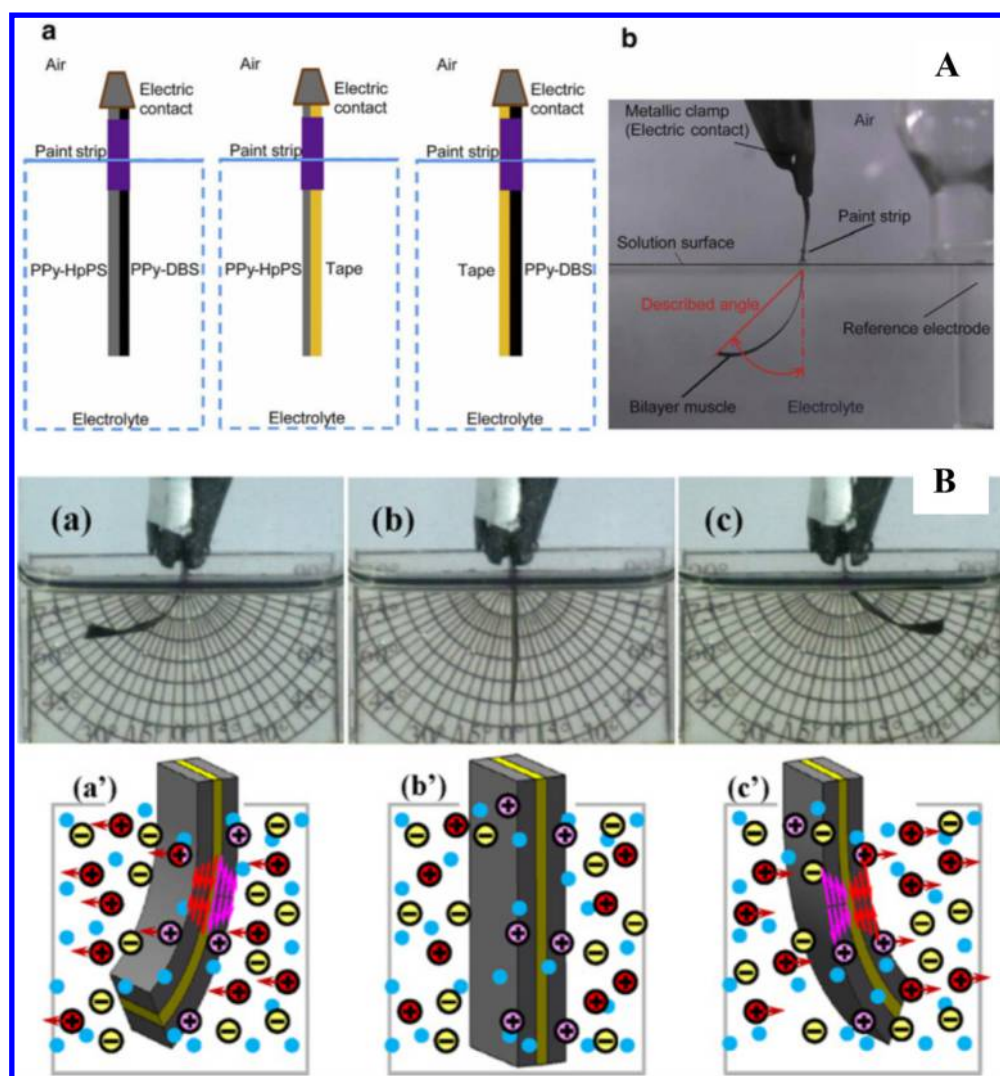 a
b
A
Air
Electric
contact
Paint strip
PPy-HpPS
PPy-DBS
Electrolyte
Air
Electric
contact
Paint strip
PPy-HpPS
Tape
Electrolyte
Air
Electric
contact
Paint strip
Tape
PPy-DBS
Electrolyte
Metallic clamp
(Electric contact)
Air
Paint strip
Solution surface
Described angle
Reference electrode
Bilayer muscle
Electrolyte
B
(a)
(b)
(c)
(a')
(b')
(c')